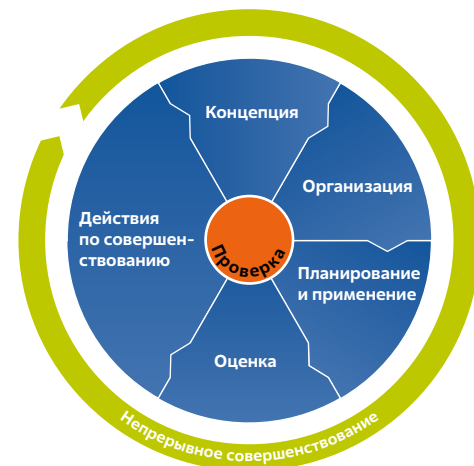 Концепция
Организация
Планирование
и применение
Оценка
Действия
по совершен-
ствованию
Проверка
Непрерывное совершенствование